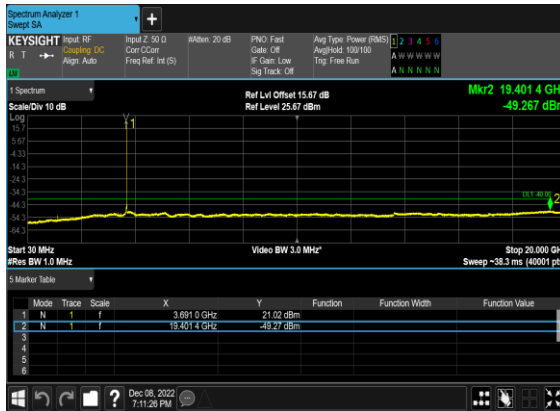 Spectrum Analyzer 1
Swept SA
+
KEYSIGHT Input: RF Input Z: 50 Ω #Atten: 20 dB PNO: Fast Avg Type: Power (RMS) 1 2 3 4 5 6
R T Coupling: DC Corr CCorr Gate: Off Avg|Hold: 100/100 A W W W W W
Align: Auto Freq Ref: Int (S) IF Gain: Low Trig: Free Run
Sig Track: Off A N N N N N
1 Spectrum Ref Lvl Offset 15.67 dB Mkr2 19.401 4 GHz
Scale/Div 10 dB Ref Level 25.67 dBm -49.267 dBm
Log
15.7
5.67
-4.33
-14.3
-24.3
-34.3
-44.3
-54.3
-64.3
1
2
Start 30 MHz Video BW 3.0 MHz* Stop 20.000 GHz
#Res BW 1.0 MHz Sweep ~38.3 ms (40001 pts
5 Marker Table
Mode Trace Scale X Y Function Function Width Function Value
1 N 1 f 3.691 0 GHz 21.02 dBm
2 N 1 f 19.401 4 GHz -49.27 dBm
3
4
5
6
? Dec 08, 2022
7:11:26 PM